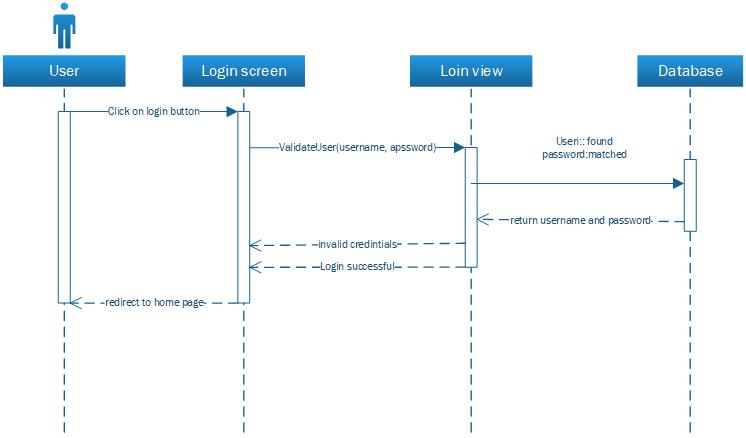 User
Login screen
Loin view
Database
Click on login button
ValidateUser(username, apssword)
Useri:: found
password:matched
return username and password
invalid credintials
Login successful
redirect to home page